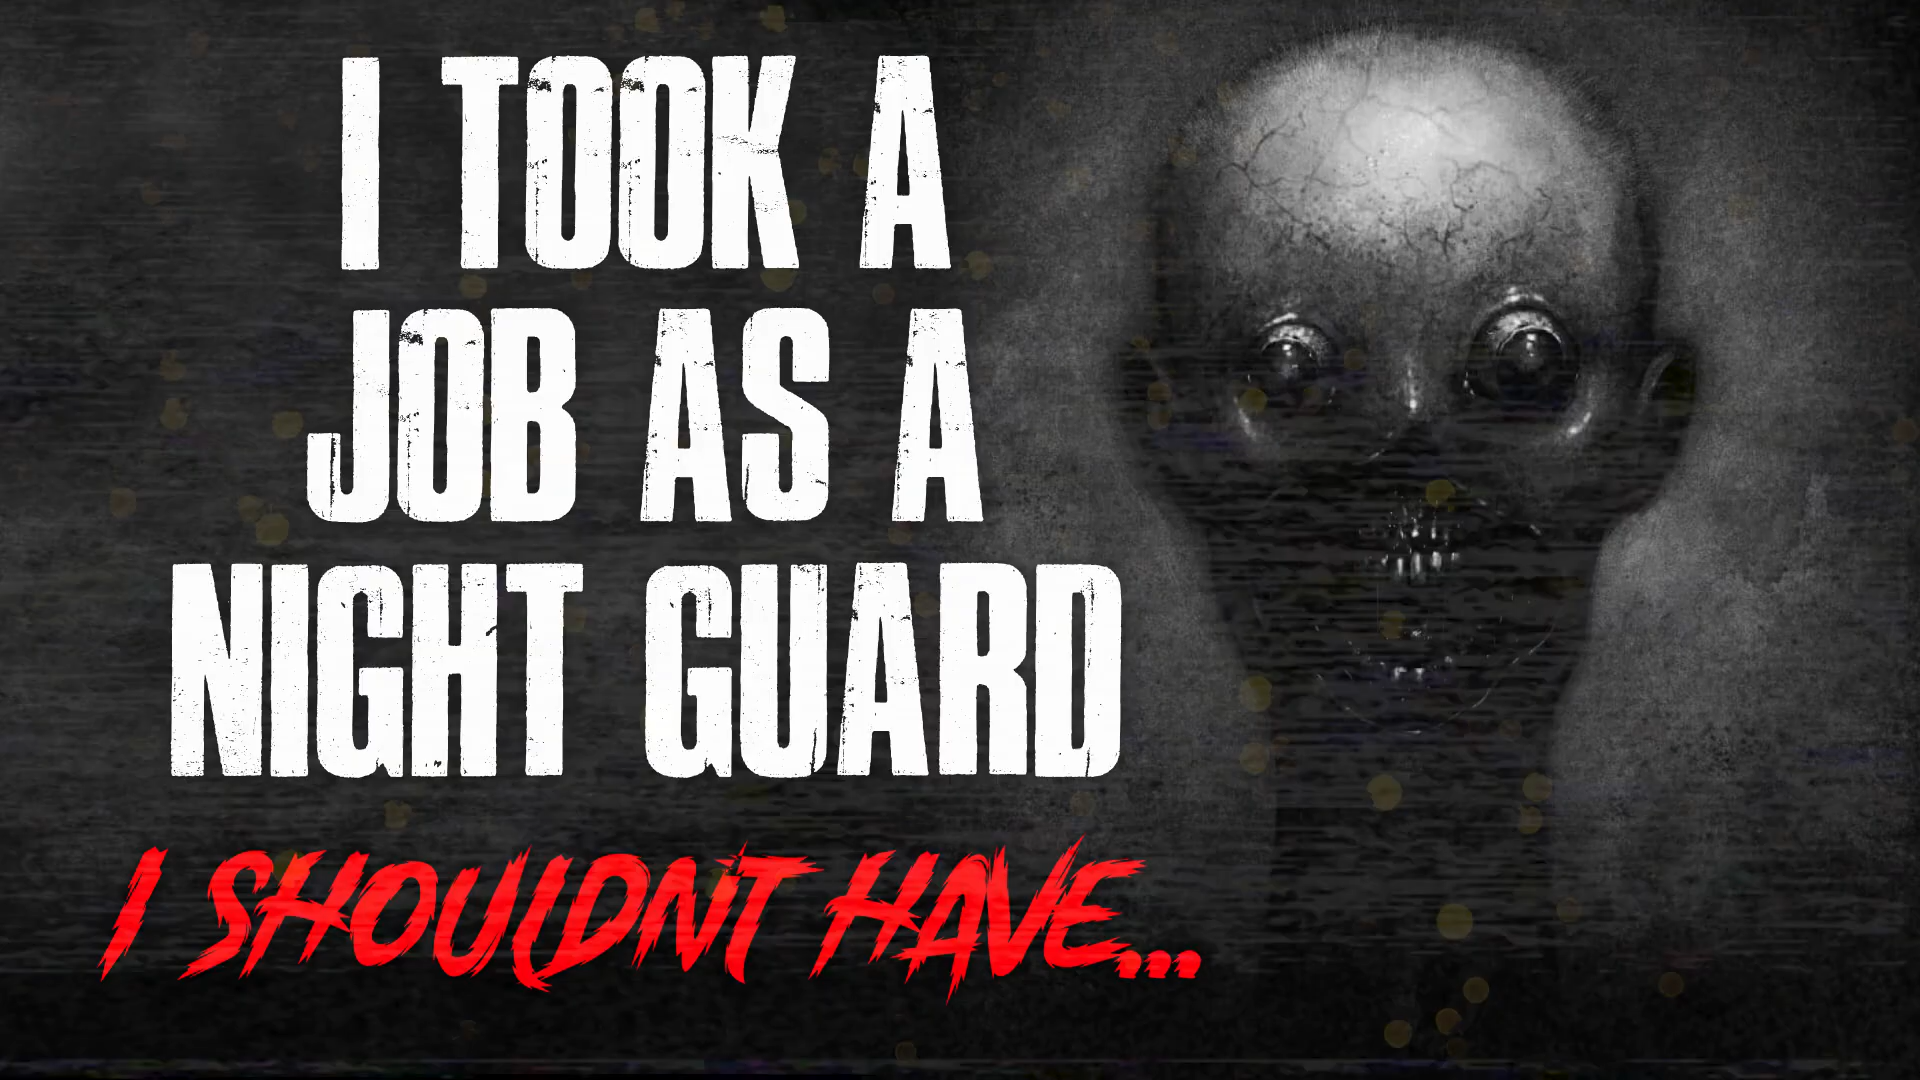 I TOOK A
JOB AS A
NIGHT GUARD
I SHOULDNT HAVE...